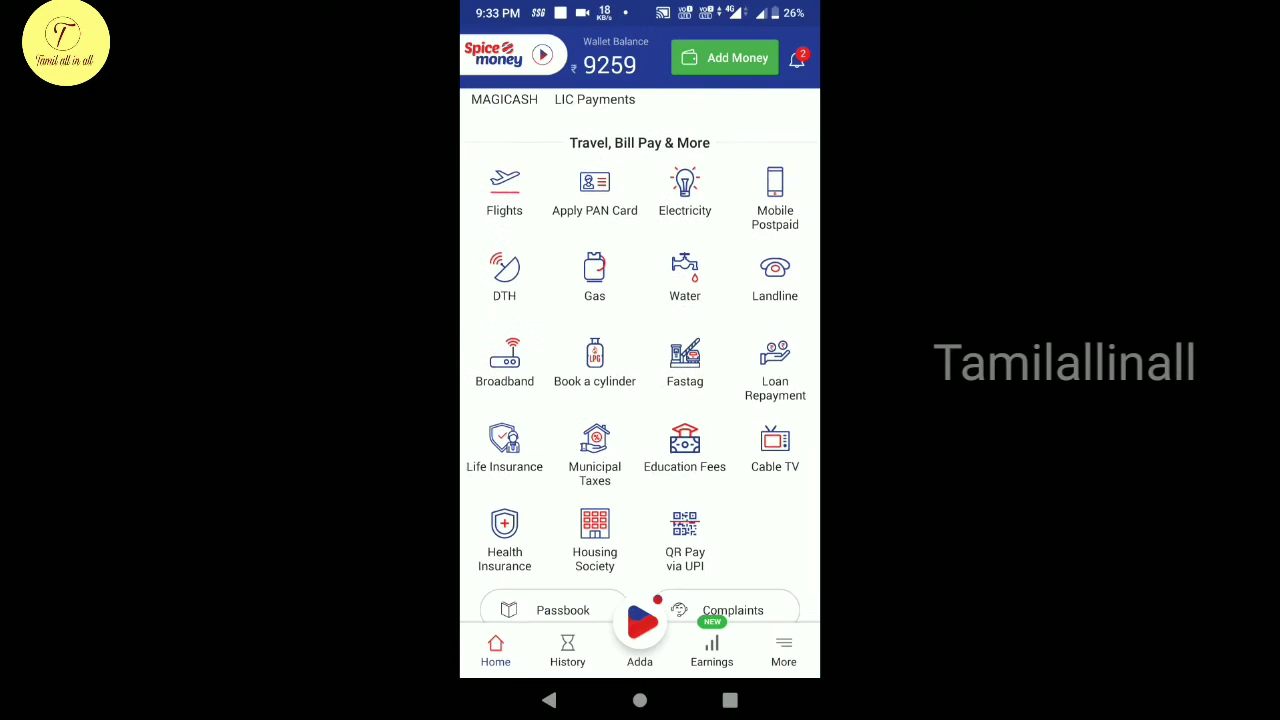 T
Tamil all in all
9:33 PM SSG 18 KB/s 4G 26%
Spice money
Wallet Balance
₹ 9259
Add Money
2
MAGICASH LIC Payments
Travel, Bill Pay & More
Flights Apply PAN Card Electricity Mobile
Postpaid
DTH Gas Water Landline
LPG
Broadband Book a cylinder Fastag Loan
Repayment
Tamilallinall
Life Insurance Municipal Education Fees Cable TV
Taxes
Health Housing QR Pay
Insurance Society via UPI
Passbook Complaints
NEW
Home History Adda Earnings More